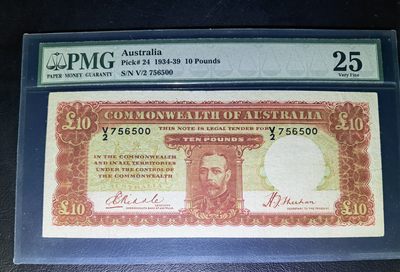 PMG
PAPER MONEY GUARANTY
Australia
Pick# 24 1934-39 10 Pounds
S/N V/2 756500
25
Very Fine
COMMONWEALTH OF AUSTRALIA
£10
£10
V/2 756500
THIS NOTE IS LEGAL TENDER FOR
V/2 756500
TEN POUNDS
IN THE COMMONWEALTH
AND IN ALL TERRITORIES
UNDER THE CONTROL OF
THE COMMONWEALTH
£10
£10